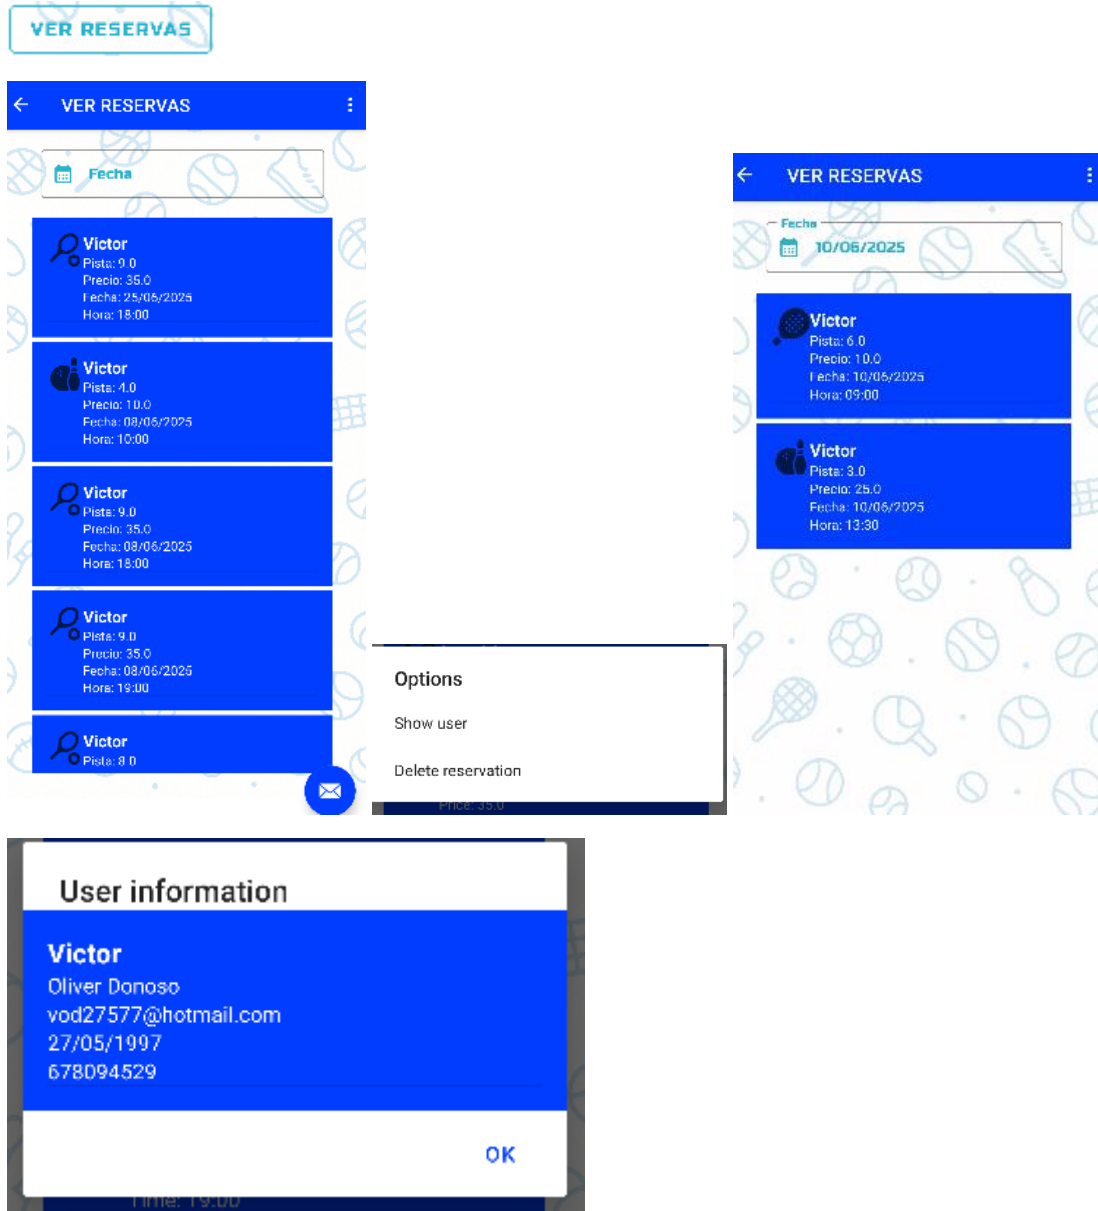 VER RESERVAS
VER RESERVAS
Fecha
Victor
Pista: 9.0
Precio: 35.0
Fecha: 25/06/2025
Hora: 18:00
Victor
Pista: 4.0
Precio: 10.0
Fecha: 08/06/2025
Hora: 10:00
Victor
Pista: 9.0
Precio: 35.0
Fecha: 08/06/2025
Hora: 18:00
Victor
Pista: 9.0
Precio: 35.0
Fecha: 08/06/2025
Hora: 19:00
Victor
Pista: 8.0
Options
Show user
Delete reservation
Price: 35.0
VER RESERVAS
Fecha
10/06/2025
Victor
Pista: 6.0
Precio: 10.0
Fecha: 10/06/2025
Hora: 09:00
Victor
Pista: 3.0
Precio: 25.0
Fecha: 10/06/2025
Hora: 13:30
User information
Victor
Oliver Donoso
vod27577@hotmail.com
27/05/1997
678094529
OK
Time: 19:00